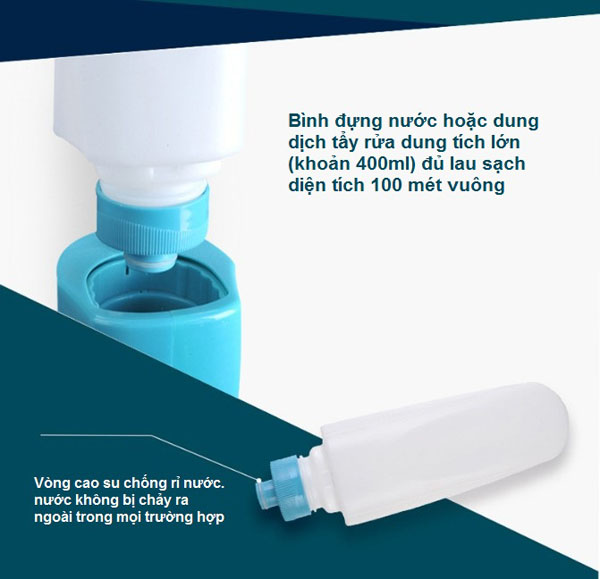 Bình đựng nước hoặc dung
dịch tẩy rửa dung tích lớn
(khoản 400ml) đủ lau sạch
diện tích 100 mét vuông
Vòng cao su chống rỉ nước.
nước không bị chảy ra
ngoài trong mọi trường hợp